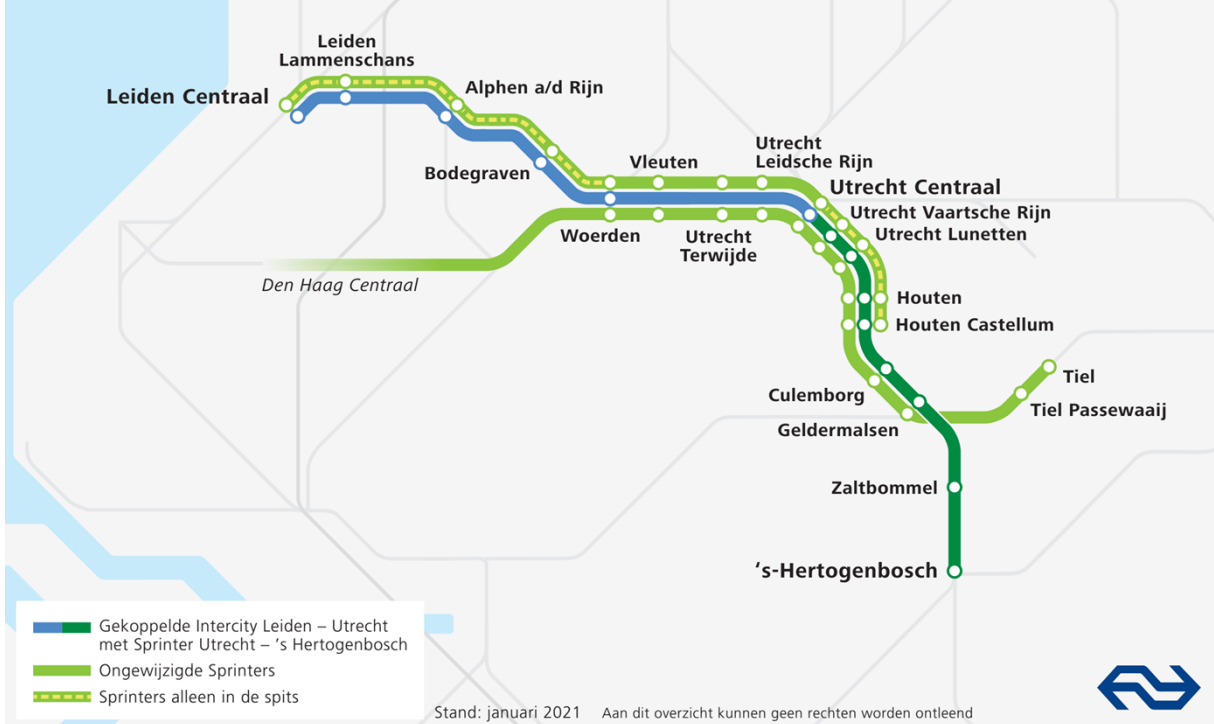 Leiden
Lammenschans
Leiden Centraal
Alphen a/d Rijn
Bodegraven
Vleuten
Utrecht
Leidsche Rijn
Utrecht Centraal
Utrecht Vaartsche Rijn
Utrecht Lunetten
Woerden
Utrecht
Terwijde
Den Haag Centraal
Houten
Houten Castellum
Culemborg
Geldermalsen
Tiel
Tiel Passewaaij
Zaltbommel
‘s-Hertogenbosch
Gekoppelde Intercity Leiden – Utrecht
met Sprinter Utrecht – ’s Hertogenbosch
Ongewijzigde Sprinters
Sprinters alleen in de spits
Stand: januari 2021 Aan dit overzicht kunnen geen rechten worden ontleend